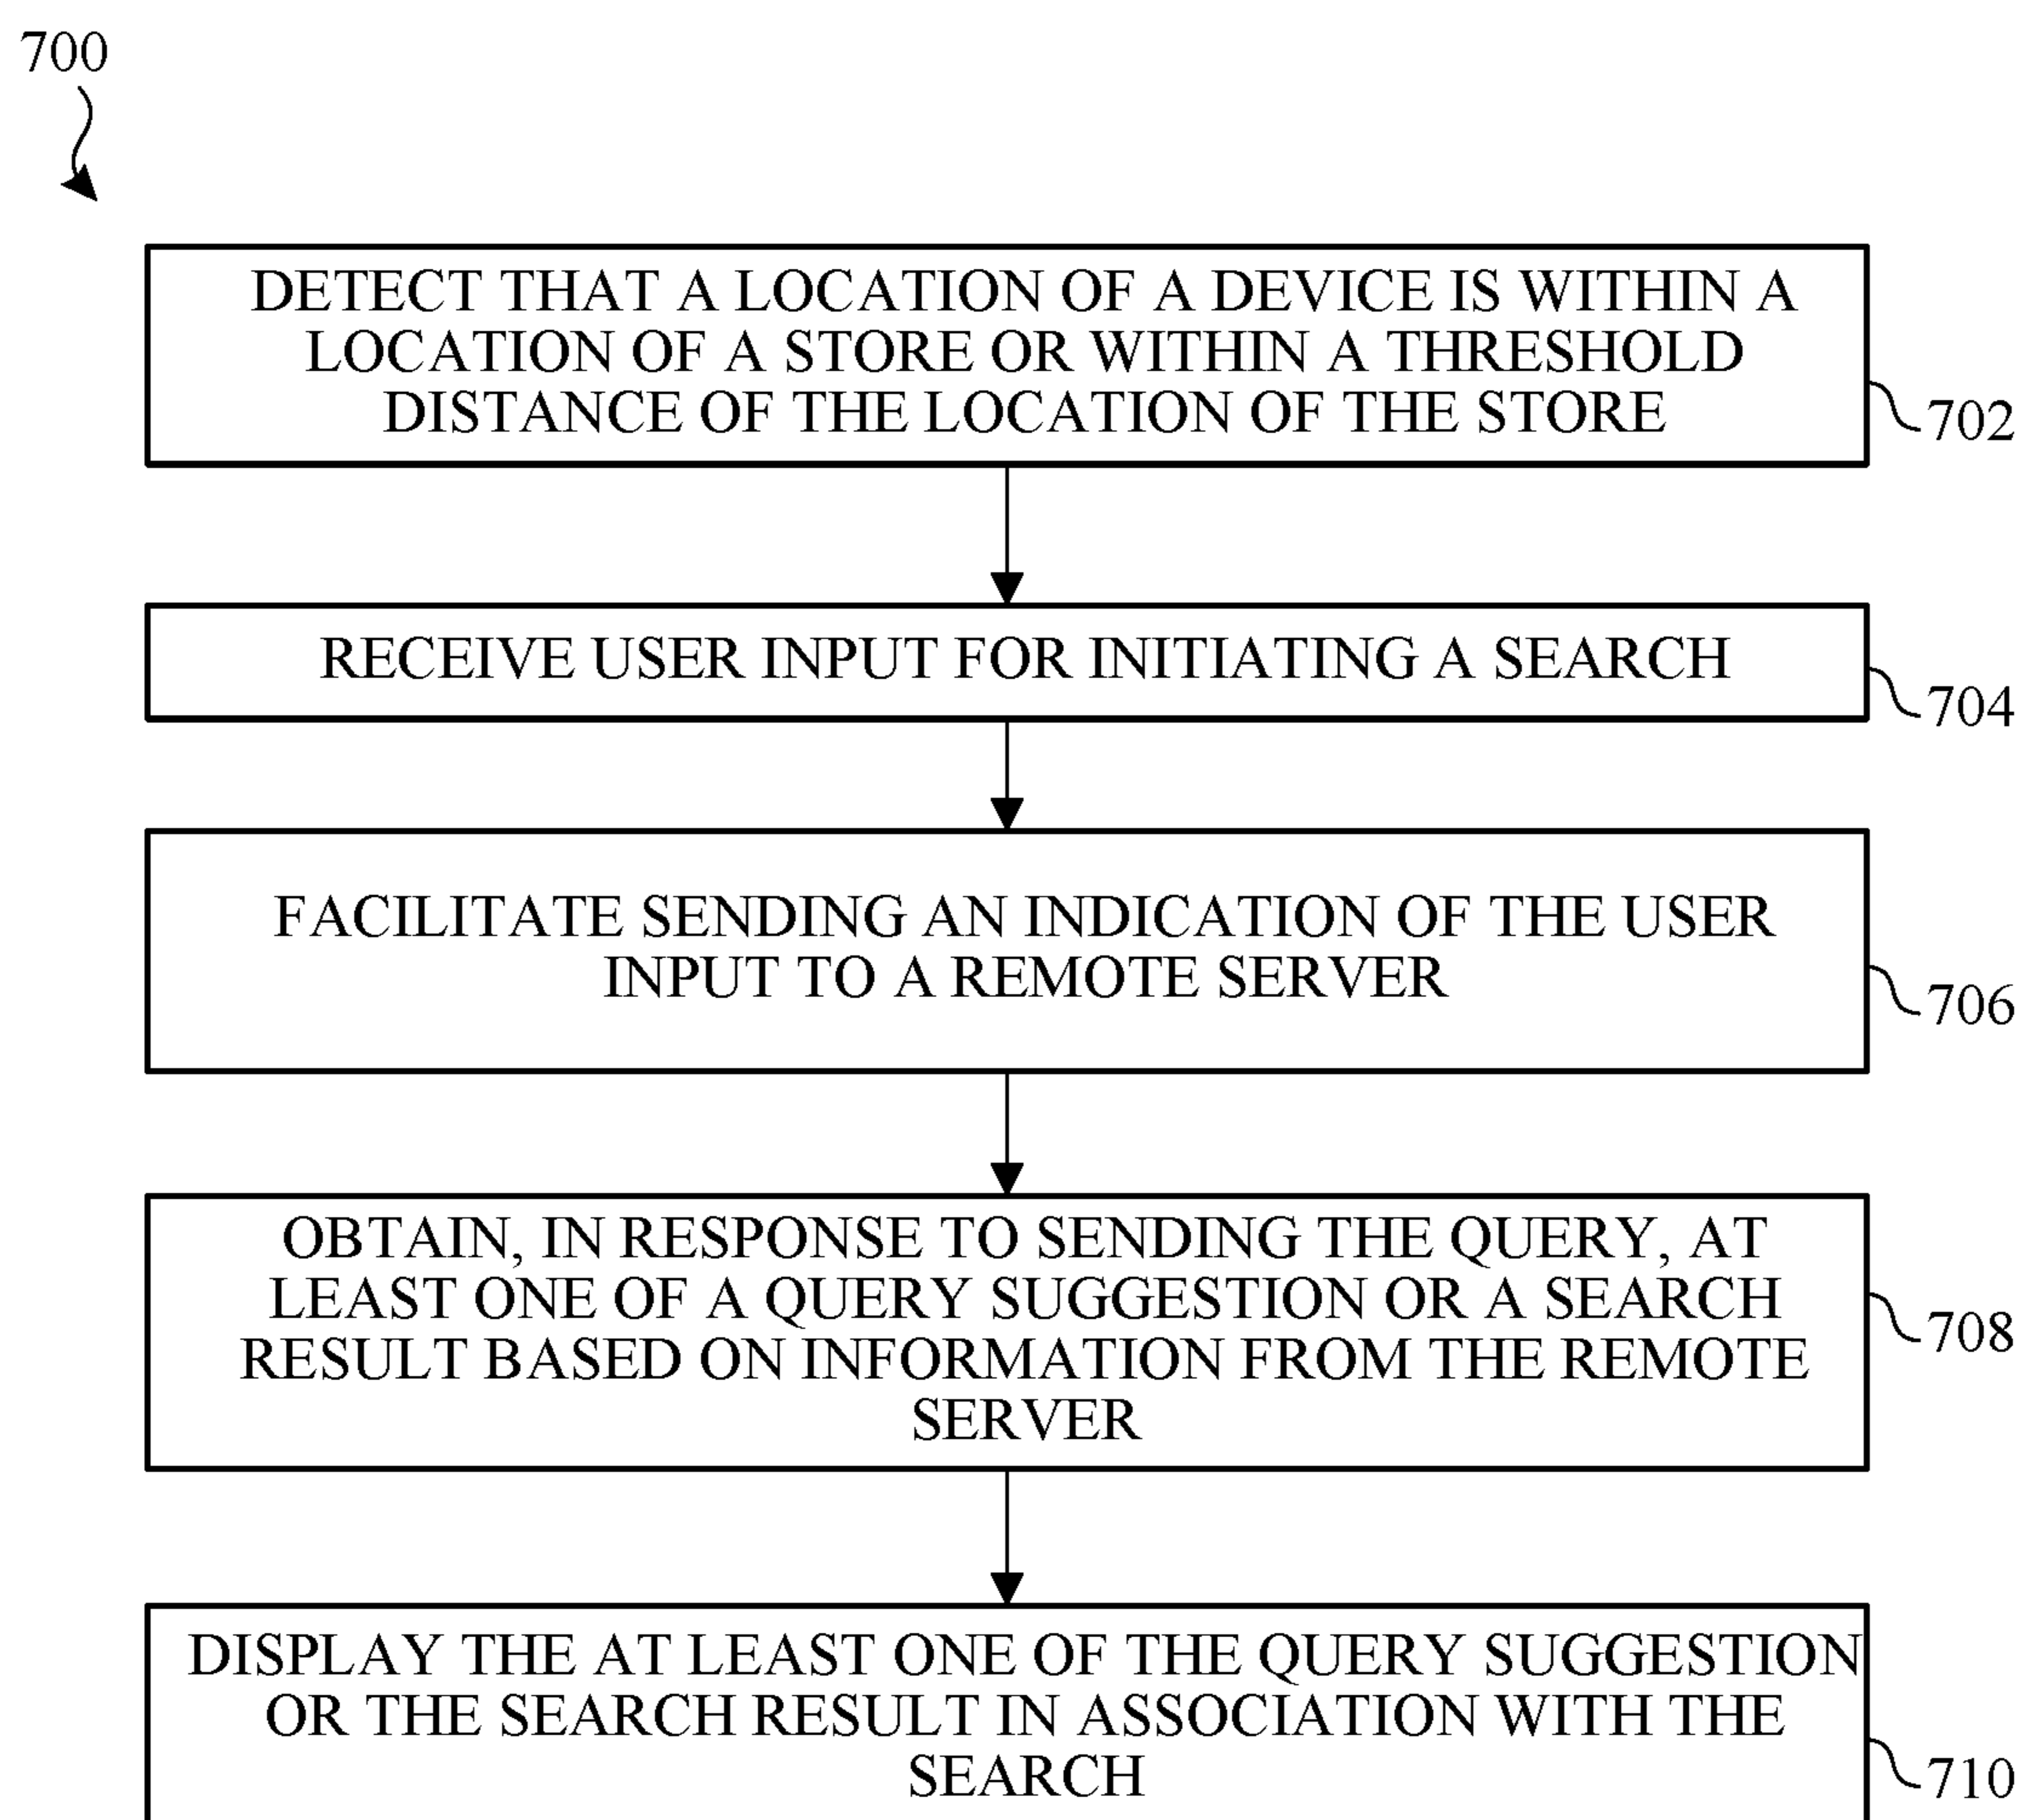 700
DETECT THAT A LOCATION OF A DEVICE IS WITHIN A
LOCATION OF A STORE OR WITHIN A THRESHOLD
DISTANCE OF THE LOCATION OF THE STORE
702
RECEIVE USER INPUT FOR INITIATING A SEARCH
704
FACILITATE SENDING AN INDICATION OF THE USER
INPUT TO A REMOTE SERVER
706
OBTAIN, IN RESPONSE TO SENDING THE QUERY, AT
LEAST ONE OF A QUERY SUGGESTION OR A SEARCH
RESULT BASED ON INFORMATION FROM THE REMOTE
SERVER
708
DISPLAY THE AT LEAST ONE OF THE QUERY SUGGESTION
OR THE SEARCH RESULT IN ASSOCIATION WITH THE
SEARCH
710